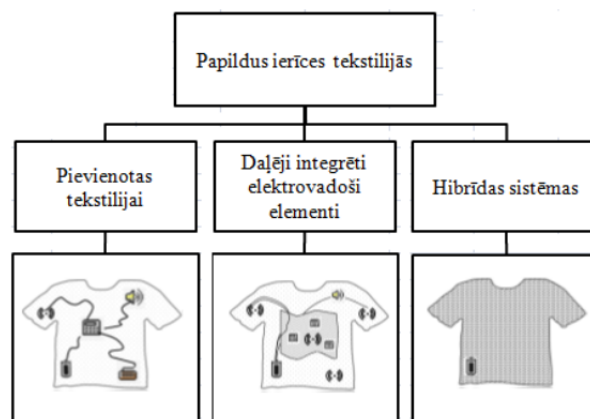 Papildus ierīces tekstilijās
Pievienotas
tekstilijai
Daļēji integrēti
elektrovadoši
elementi
Hibrīdas sistēmas